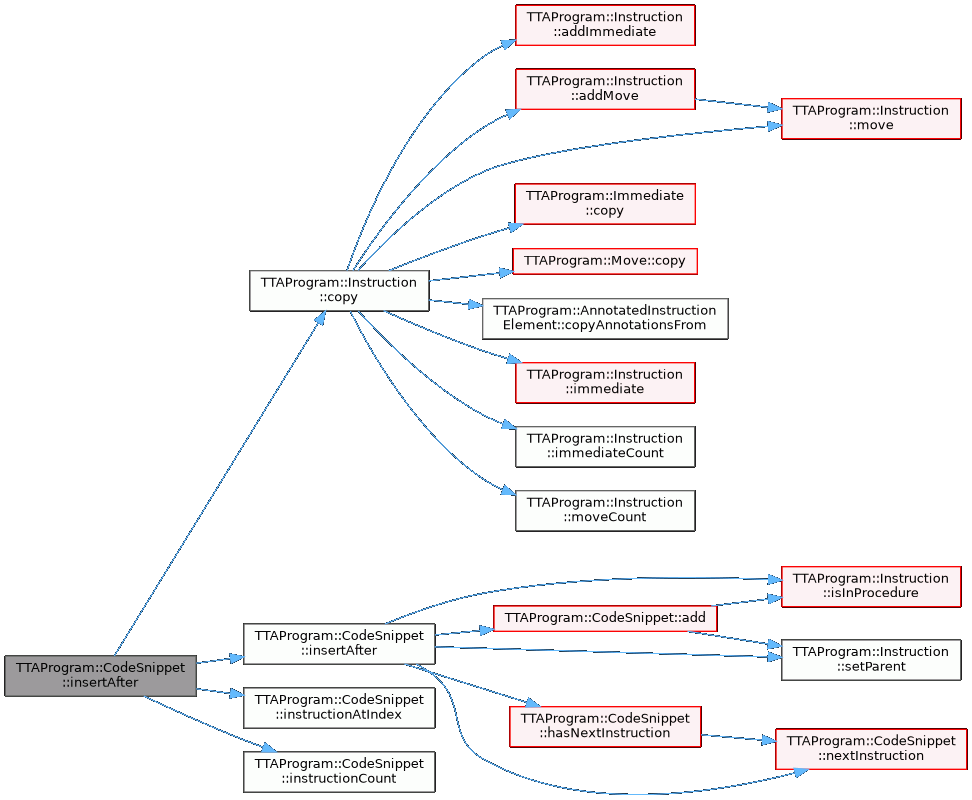 TTAProgram::Instruction
::addImmediate
TTAProgram::Instruction
::addMove
TTAProgram::Instruction
::move
TTAProgram::Immediate
::copy
TTAProgram::Move::copy
TTAProgram::Instruction
::copy
TTAProgram::AnnotatedInstruction
Element::copyAnnotationsFrom
TTAProgram::Instruction
::immediate
TTAProgram::Instruction
::immediateCount
TTAProgram::Instruction
::moveCount
TTAProgram::Instruction
::isInProcedure
TTAProgram::CodeSnippet::add
TTAProgram::CodeSnippet
::insertAfter
TTAProgram::Instruction
::setParent
TTAProgram::CodeSnippet
::insertAfter
TTAProgram::CodeSnippet
::instructionAtIndex
TTAProgram::CodeSnippet
::hasNextInstruction
TTAProgram::CodeSnippet
::nextInstruction
TTAProgram::CodeSnippet
::instructionCount